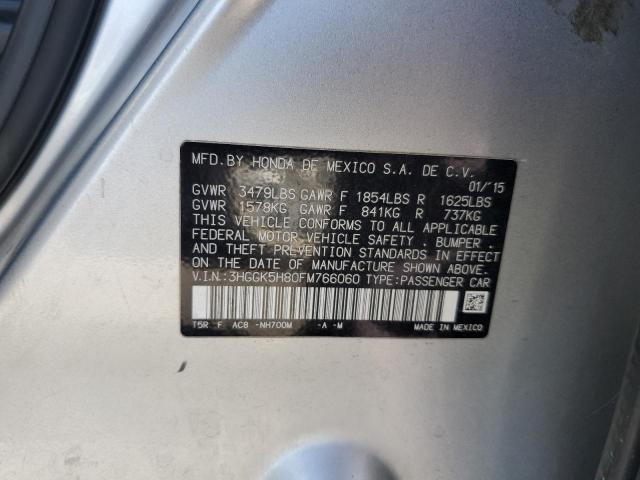 MFD.BY HONDA DE MEXICO S.A. DE C.V.
01/'15
GVWR 3479LBS GAWR F 1854LBS R 1625LBS
GVWR 1578KG GAWR F 841KG R 737KG
THIS VEHICLE CONFORMS TO ALL APPLICABLE
FEDERAL MOTOR VEHICLE SAFETY , BUMPER ,
AND THEFT PREVENTION STANDARDS IN EFFECT
ON THE DATE OF MANUFACTURE SHOWN ABOVE.
V.IN.:3HGGK5H80FM766060 TYPE:PASSENGER CAR
T5R F AC8 -NH700M -A -M MADE IN MEXICO